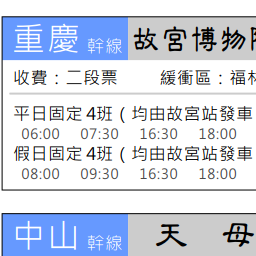 重慶 幹線 故宮博物
收費：二段票 緩衝區：福
平日固定 4班（ 均由故宮站發車
06:00 07:30 16:30 18:00
假日固定 4班（ 均由故宮站發車
08:00 09:30 16:30 18:00
中山 幹線 天 母